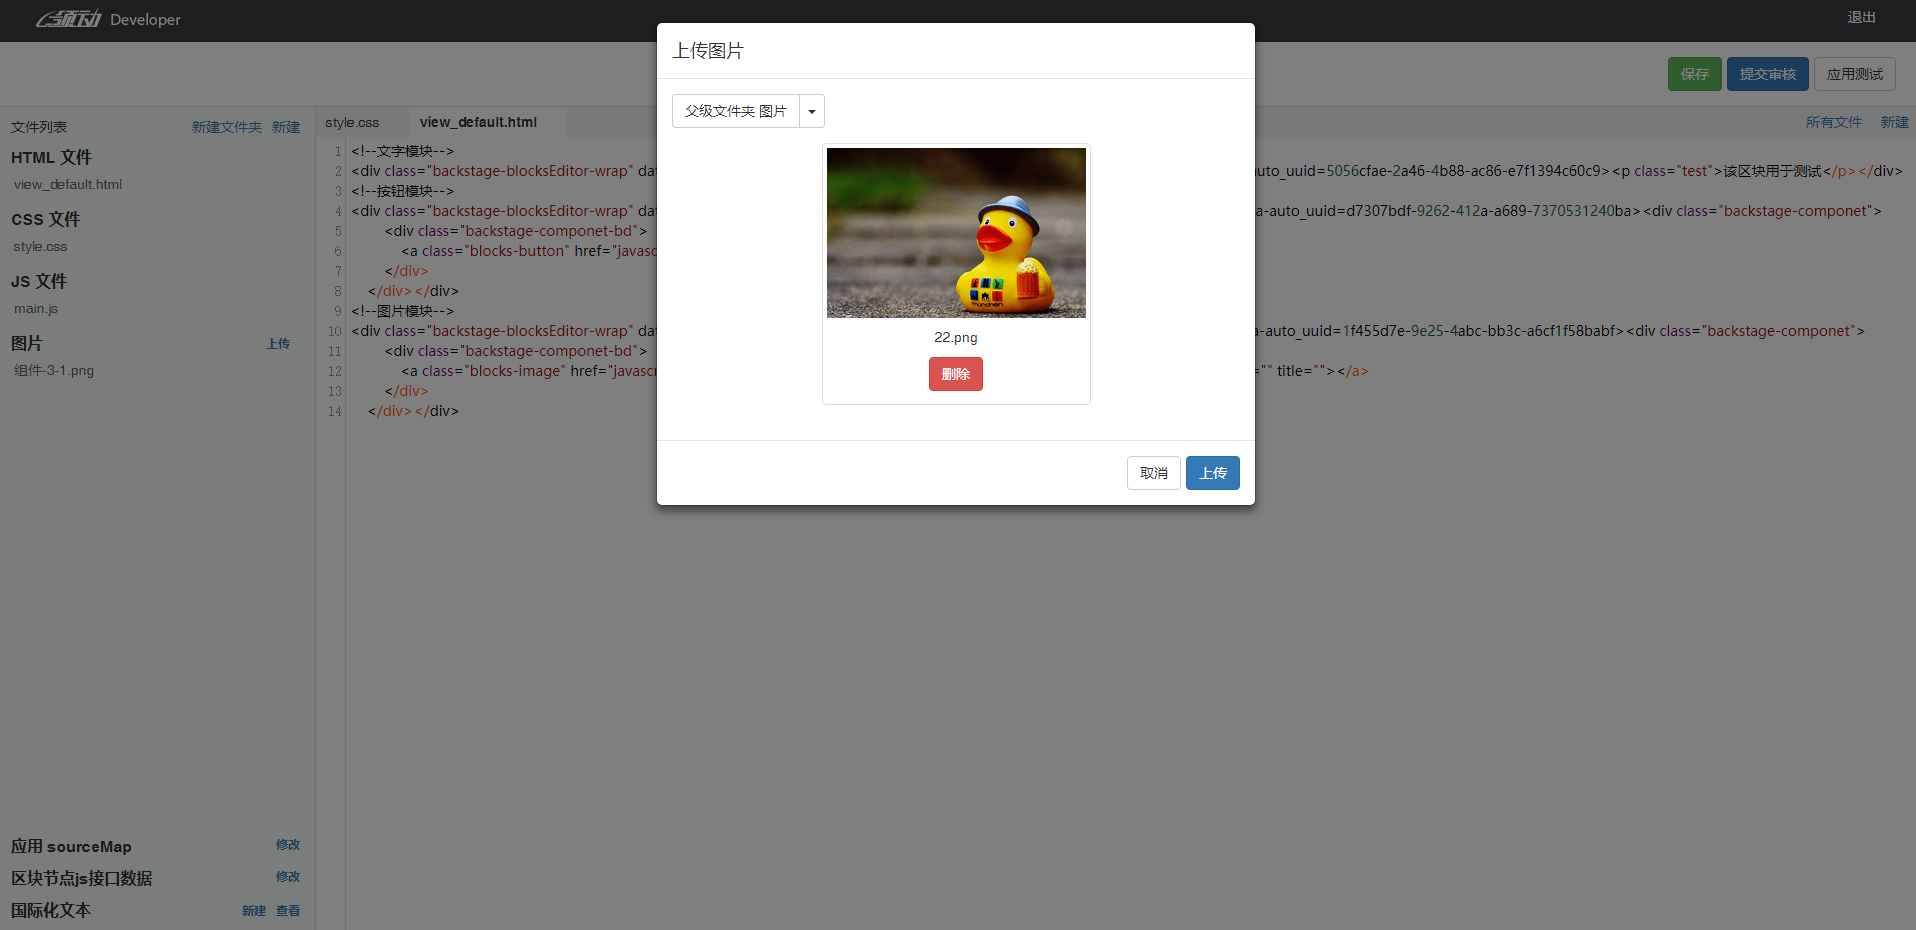 领动 Developer
退出
上传图片
保存
提交审核
应用测试
父级文件夹 图片
文件列表
新建文件夹 新建
style.css
view_default.html
所有文件 新建
HTML 文件
view_default.html
CSS 文件
style.css
JS 文件
main.js
图片
上传
组件-3-1.png
1 <!--文字模块-->
2 <div class="backstage-blocksEditor-wrap" dat
auto_uuid=5056cfae-2a46-4b88-ac86-e7f1394c60c9><p class="test">该区块用于测试</p></div>
3 <!--按钮模块-->
4 <div class="backstage-blocksEditor-wrap" dat
a-auto_uuid=d7307bdf-9262-412a-a689-7370531240ba><div class="backstage-componet">
5 <div class="backstage-componet-bd">
6 <a class="blocks-button" href="javasc
7 </div>
8 </div></div>
9 <!--图片模块-->
10 <div class="backstage-blocksEditor-wrap" dat
a-auto_uuid=1f455d7e-9e25-4abc-bb3c-a6cf1f58babf><div class="backstage-componet">
11 <div class="backstage-componet-bd">
12 <a class="blocks-image" href="javascr
="" title=""></a>
13 </div>
14 </div></div>
22.png
删除
取消
上传
应用 sourceMap
修改
区块节点js接口数据
修改
国际化文本
新建 查看